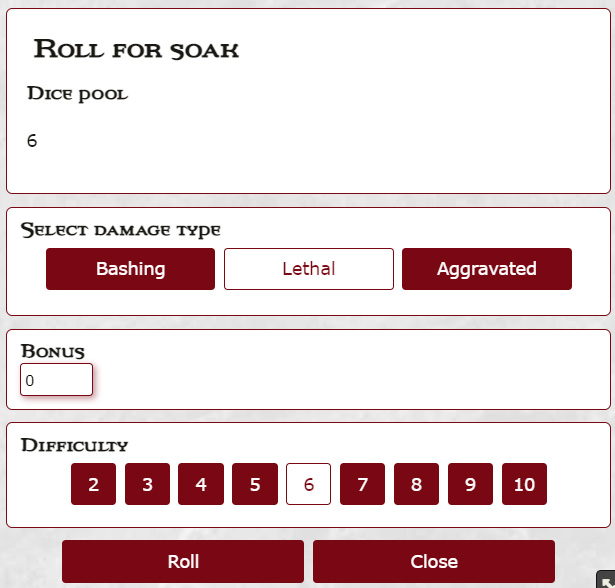 Roll for soak
Dice pool
6
Select damage type
Bashing Lethal Aggravated
Bonus
0
Difficulty
2 3 4 5 6 7 8 9 10
Roll Close